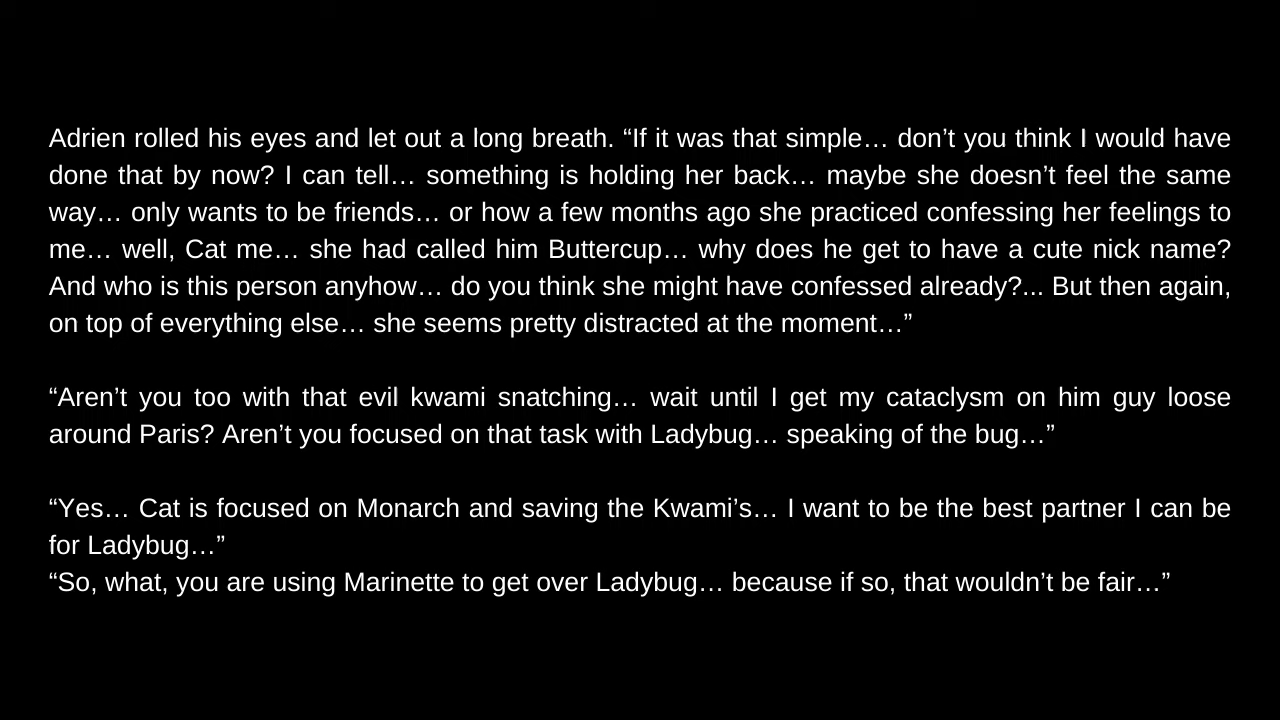 Adrien rolled his eyes and let out a long breath. “If it was that simple… don’t you think I would have
done that by now? I can tell… something is holding her back… maybe she doesn’t feel the same
way… only wants to be friends… or how a few months ago she practiced confessing her feelings to
me… well, Cat me… she had called him Buttercup… why does he get to have a cute nick name?
And who is this person anyhow… do you think she might have confessed already?... But then again,
on top of everything else… she seems pretty distracted at the moment…”
“Aren’t you too with that evil kwami snatching… wait until I get my cataclysm on him guy loose
around Paris? Aren’t you focused on that task with Ladybug… speaking of the bug…”
“Yes… Cat is focused on Monarch and saving the Kwami’s… I want to be the best partner I can be
for Ladybug…”
“So, what, you are using Marinette to get over Ladybug… because if so, that wouldn’t be fair…”